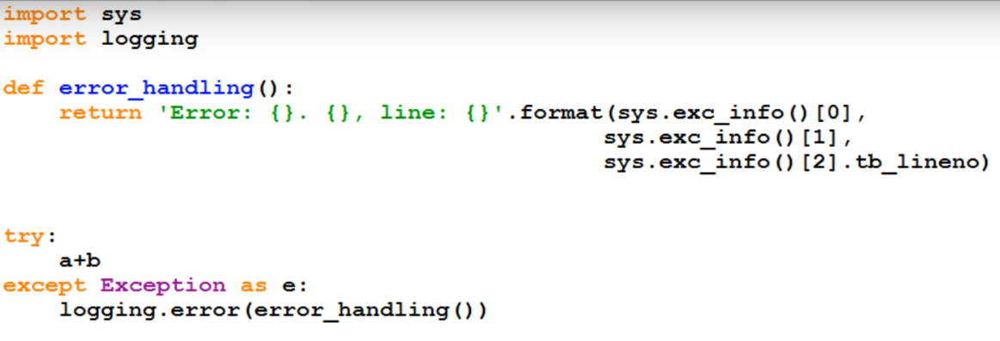 import sys
import logging

def error_handling():
    return 'Error: {}. {}, line: {}'.format(sys.exc_info()[0],
                                            sys.exc_info()[1],
                                            sys.exc_info()[2].tb_lineno)

try:
    a+b
except Exception as e:
    logging.error(error_handling())